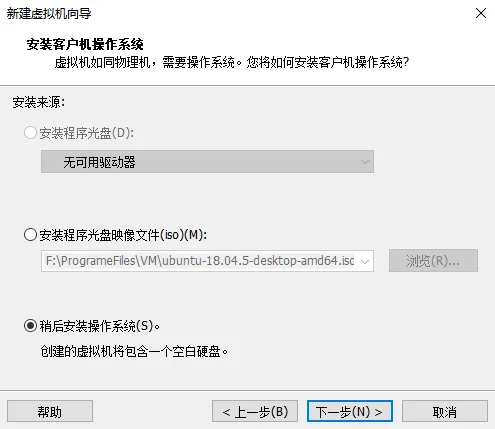 新建虚拟机向导
安装客户机操作系统
虚拟机如同物理机，需要操作系统。您将如何安装客户机操作系统?
安装来源:
安装程序光盘(D):
无可用驱动器
安装程序光盘映像文件(iso)(M):
F:\ProgrameFiles\VM\ubuntu-18.04.5-desktop-amd64.iso
浏览(R)...
稍后安装操作系统(S)。
创建的虚拟机将包含一个空白硬盘。
帮助
< 上一步(B)
下一步(N) >
取消